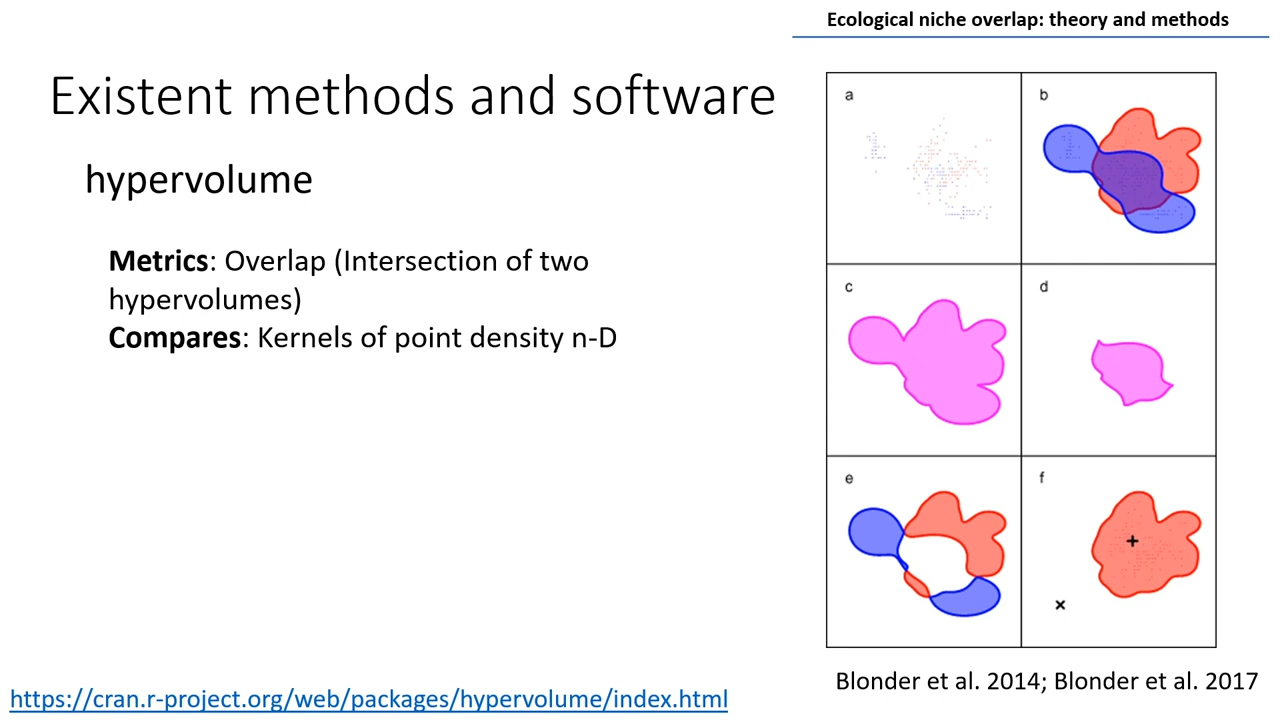 Ecological niche overlap: theory and methods
Existent methods and software
hypervolume
Metrics: Overlap (Intersection of two
hypervolumes)
Compares: Kernels of point density n-D
a
b
c
d
e
f
+
×
Blonder et al. 2014; Blonder et al. 2017
https://cran.r-project.org/web/packages/hypervolume/index.html